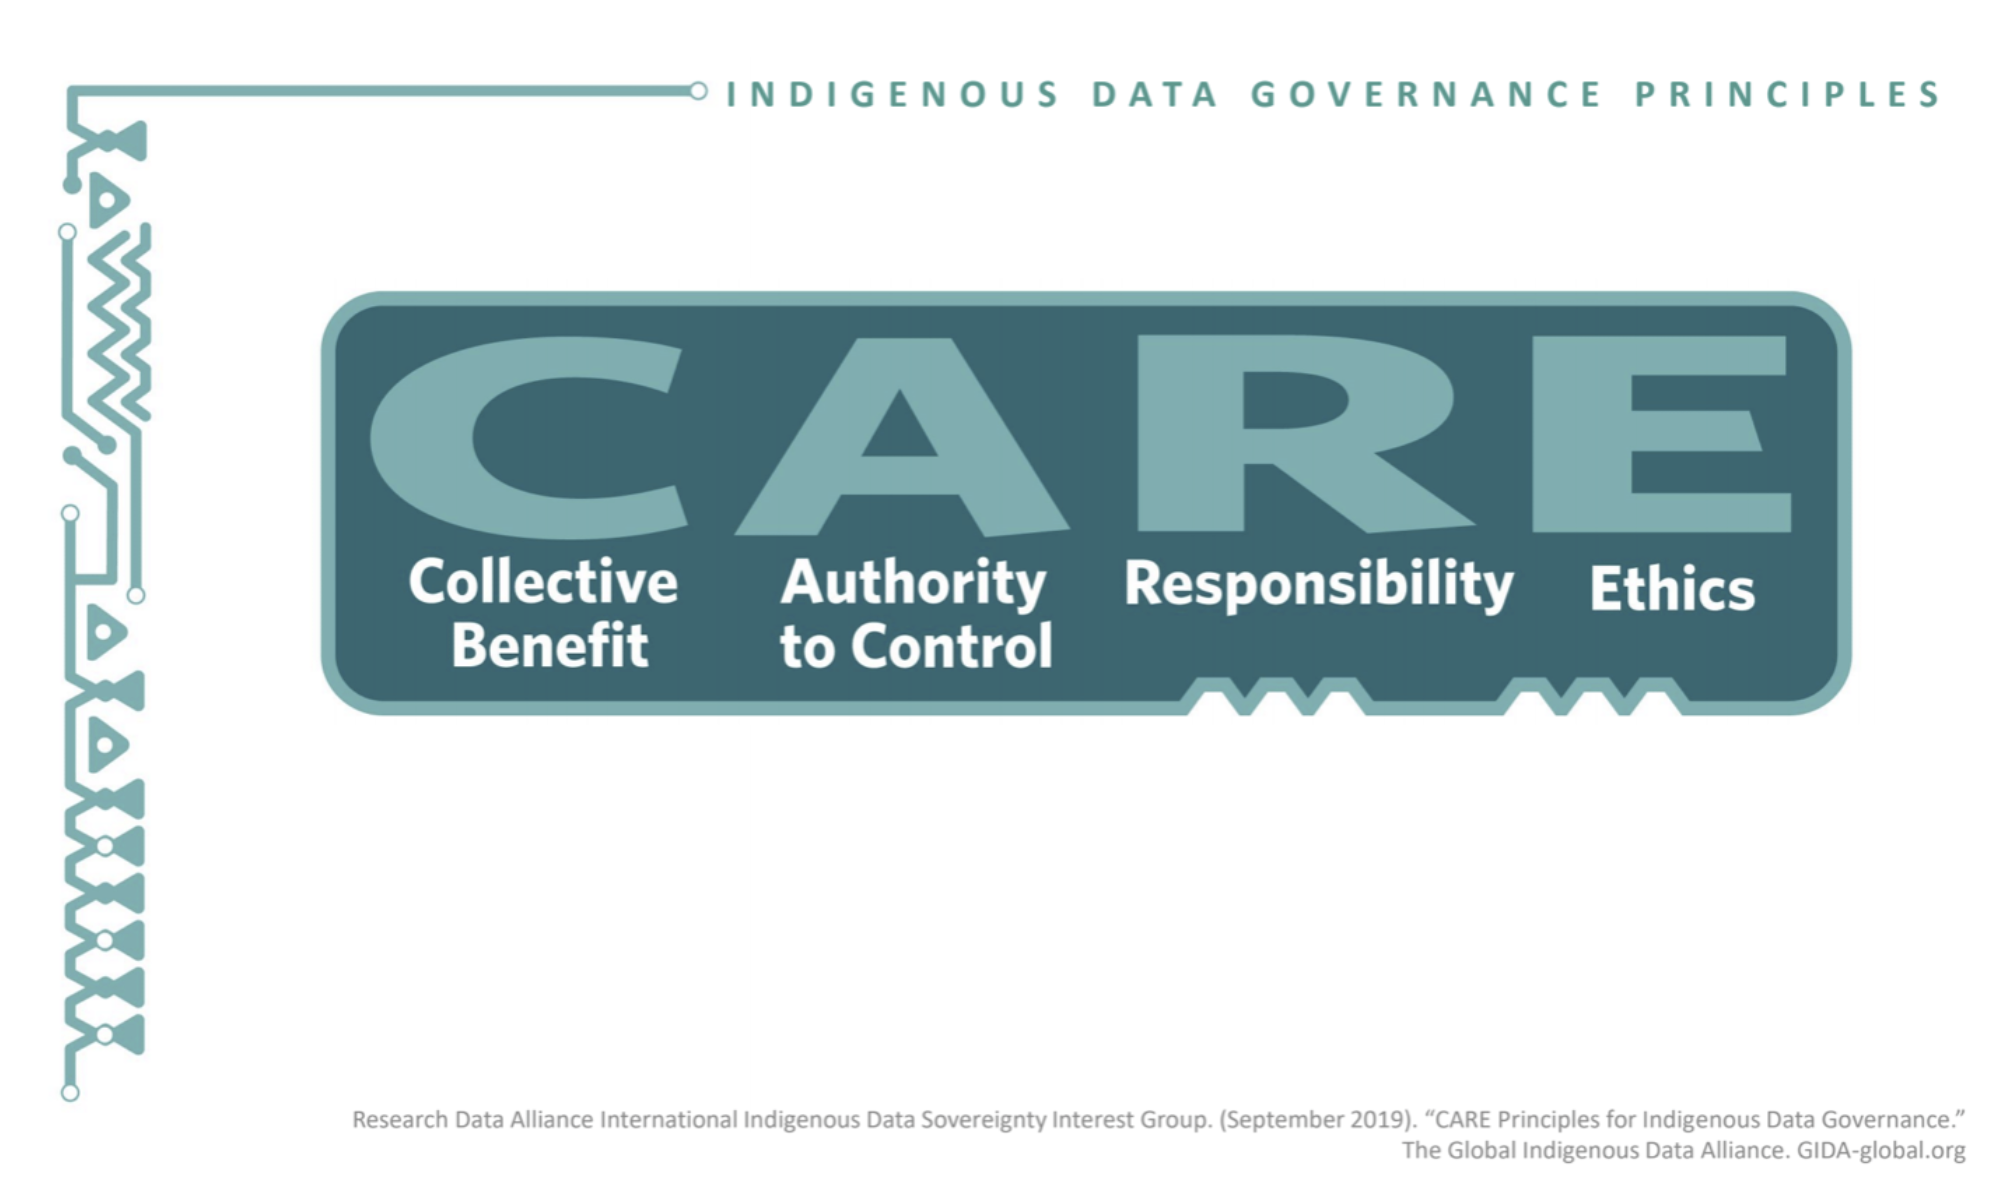 INDIGENOUS DATA GOVERNANCE PRINCIPLES
CARE
Collective
Benefit
Authority
to Control
Responsibility
Ethics
Research Data Alliance International Indigenous Data Sovereignty Interest Group. (September 2019). “CARE Principles for Indigenous Data Governance.”
The Global Indigenous Data Alliance. GIDA-global.org